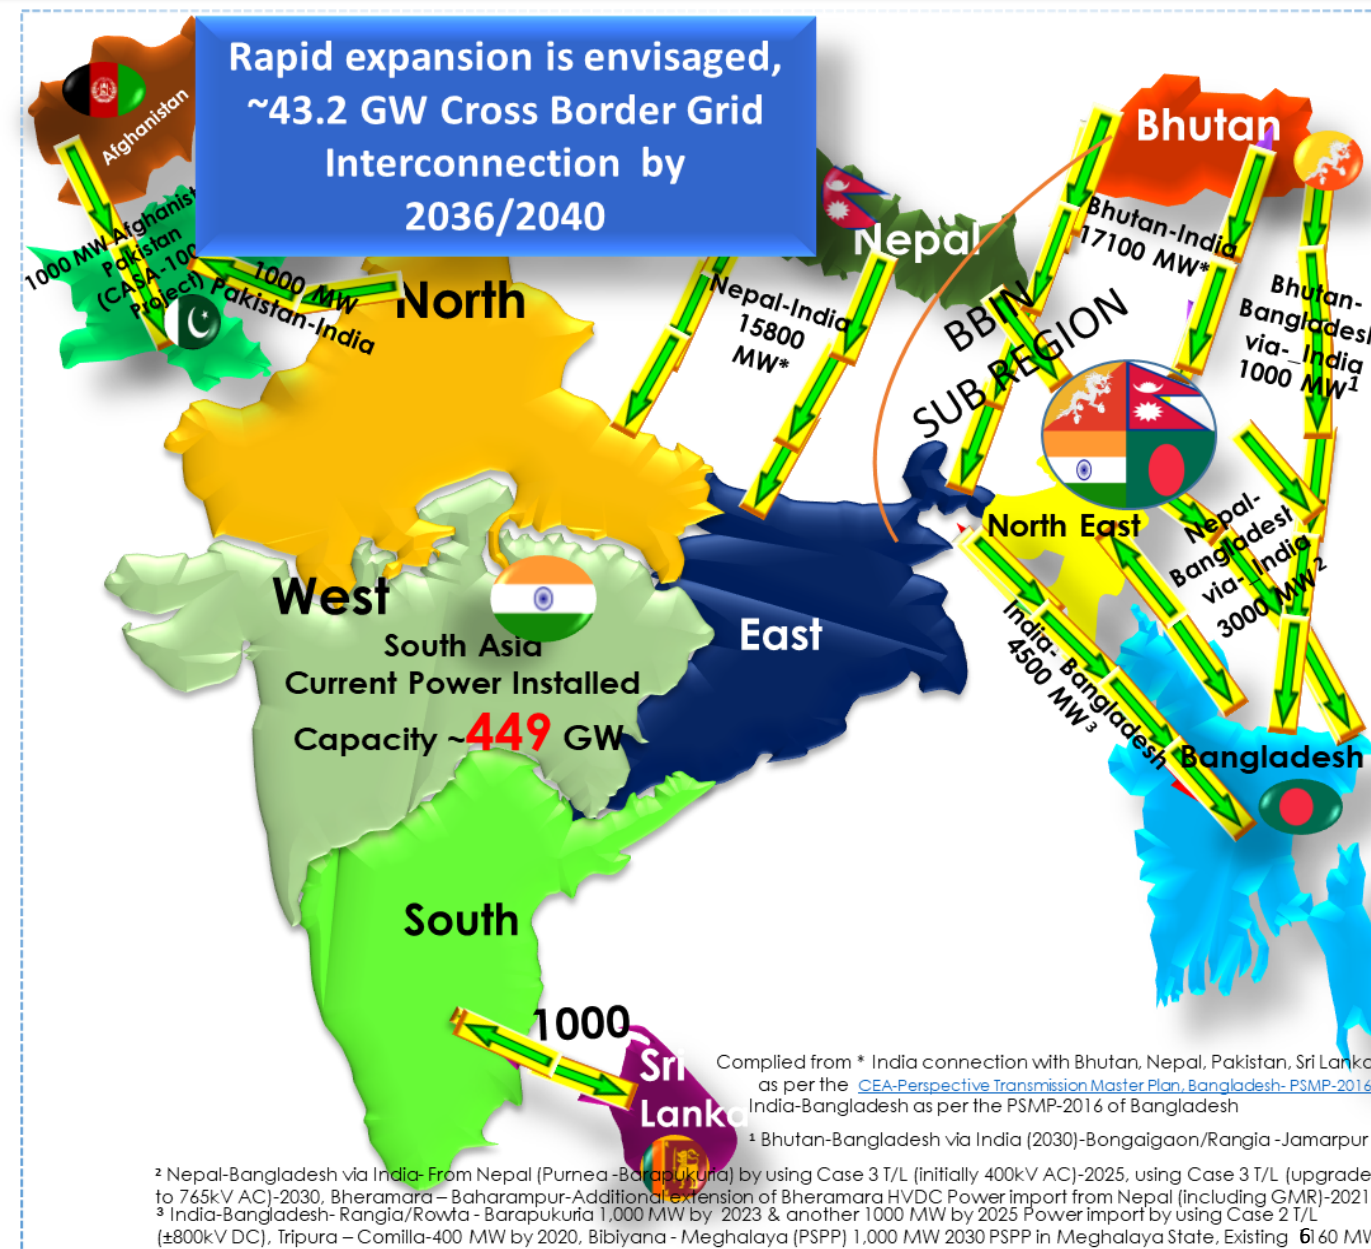 Rapid expansion is envisaged,
~43.2 GW Cross Border Grid
Interconnection by
2036/2040
Afghanistan
1000 MW Afghanist
Pakistan
(CASA-100
Project)
1000 MW
Pakistan-India
North
Nepal
Nepal-India
15800
MW*
Bhutan
Bhutan-India
17100 MW*
Bhutan-
Bangladesh
via-_India
1000 MW¹
BBIN
SUB REGION
North East
Nepal-
Bangladesh
via-_India
3000 MW²
India- Bangladesh
4500 MW³
Bangladesh
West
South Asia
Current Power Installed
Capacity ~449 GW
East
South
1000
Sri
Lanka
Complied from * India connection with Bhutan, Nepal, Pakistan, Sri Lanka
as per the CEA-Perspective Transmission Master Plan, Bangladesh- PSMP-2016
India-Bangladesh as per the PSMP-2016 of Bangladesh
¹ Bhutan-Bangladesh via India (2030)-Bongaigaon/Rangia -Jamarpur
² Nepal-Bangladesh via India- From Nepal (Purnea -Barapukuria) by using Case 3 T/L (initially 400kV AC)-2025, using Case 3 T/L (upgrade
to 765kV AC)-2030, Bheramara – Baharampur-Additional extension of Bheramara HVDC Power import from Nepal (including GMR)-2021
³ India-Bangladesh- Rangia/Rowta - Barapukuria 1,000 MW by 2023 & another 1000 MW by 2025 Power import by using Case 2 T/L
(±800kV DC), Tripura – Comilla-400 MW by 2020, Bibiyana - Meghalaya (PSPP) 1,000 MW 2030 PSPP in Meghalaya State, Existing 160 MW
6